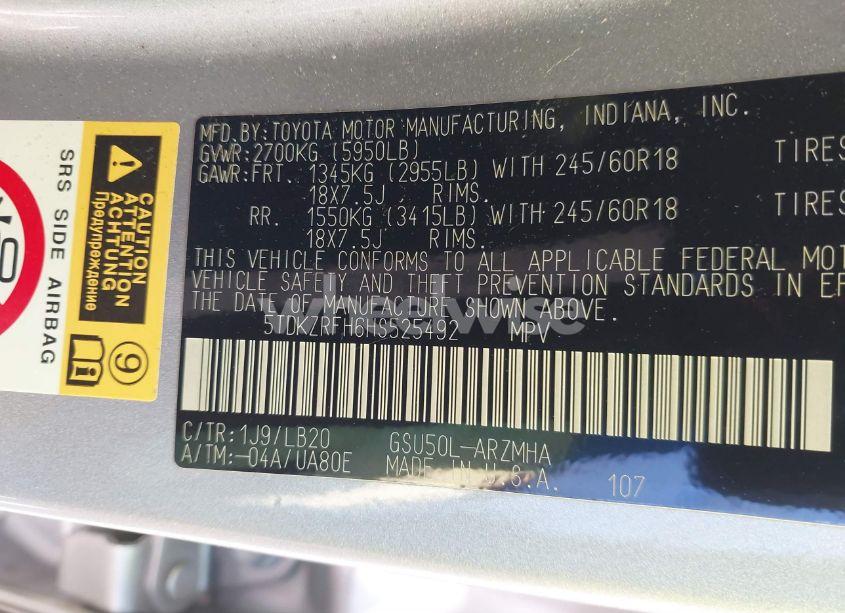 MFD.BY:TOYOTA MOTOR MANUFACTURING, INDIANA, INC.
GVWR:2700KG (5950LB)
GAWR:FRT. 1345KG (2955LB) WITH 245/60R18 TIRES
18X7.5J RIMS.
RR. 1550KG (3415LB) WITH 245/60R18 TIRES
18X7.5J RIMS.
THIS VEHICLE CONFORMS TO ALL APPLICABLE FEDERAL MOT
VEHICLE SAFETY AND THEFT PREVENTION STANDARDS IN EF
THE DATE OF MANUFACTURE SHOWN ABOVE.
5TDKZRFH6HS525492 MPV
C/TR:1J9/LB20 GSU50L-ARZMHA
A/TM:-04A/UA80E MADE IN U.S.A. 107
SRS SIDE AIRBAG
CAUTION
ATTENTION
ACHTUNG
Предупреждение
9
wheelwise